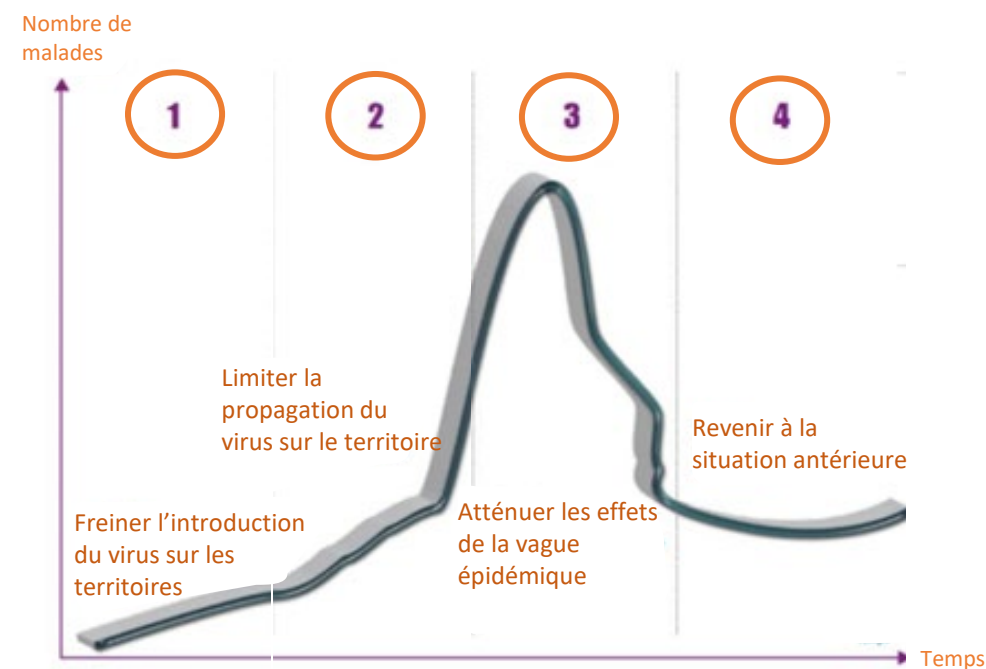 Nombre de
malades
1
2
3
4
Limiter la
propagation du
virus sur le territoire
Revenir à la
situation antérieure
Freiner l’introduction
du virus sur les
territoires
Atténuer les effets
de la vague
épidémique
Temps